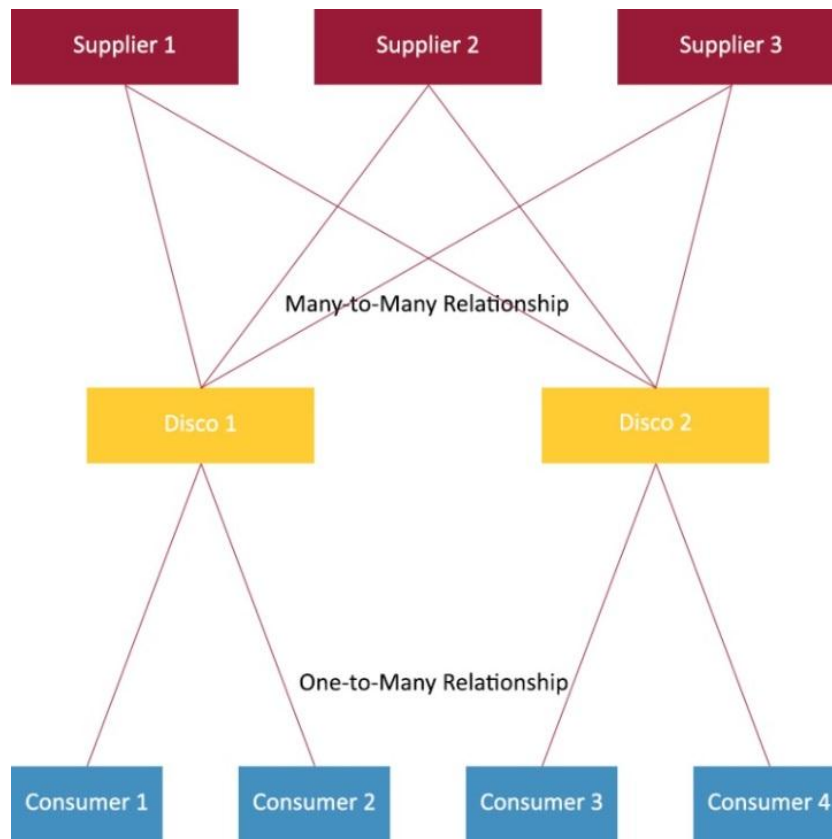 Supplier 1
Supplier 2
Supplier 3
Many-to-Many Relationship
Disco 1
Disco 2
One-to-Many Relationship
Consumer 1
Consumer 2
Consumer 3
Consumer 4